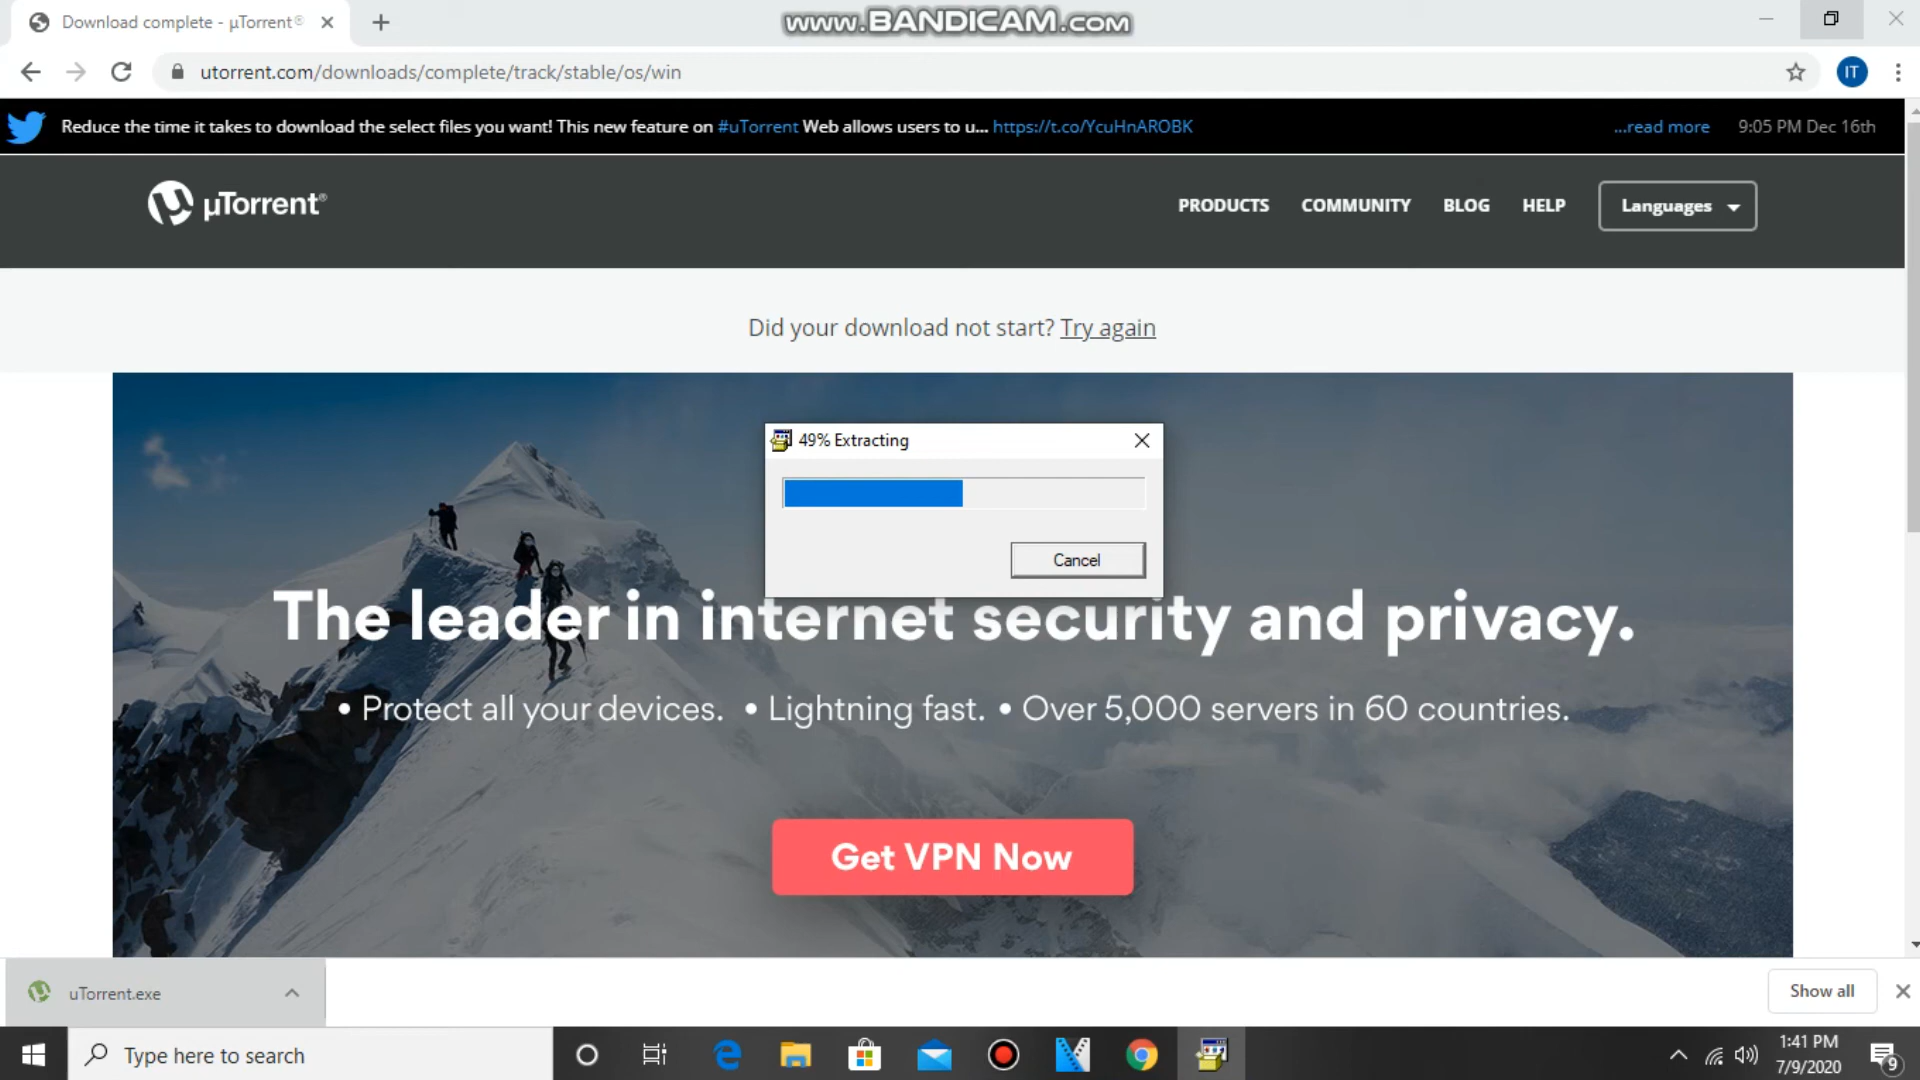 Download complete - µTorrent®
www.BANDICAM.com
utorrent.com/downloads/complete/track/stable/os/win
IT
Reduce the time it takes to download the select files you want! This new feature on #uTorrent Web allows users to u... https://t.co/YcuHnAROBK
...read more
9:05 PM Dec 16th
µTorrent®
PRODUCTS
COMMUNITY
BLOG
HELP
Languages
Did your download not start? Try again
49% Extracting
Cancel
The leader in internet security and privacy.
• Protect all your devices. • Lightning fast. • Over 5,000 servers in 60 countries.
Get VPN Now
uTorrent.exe
Show all
Type here to search
1:41 PM
7/9/2020
9